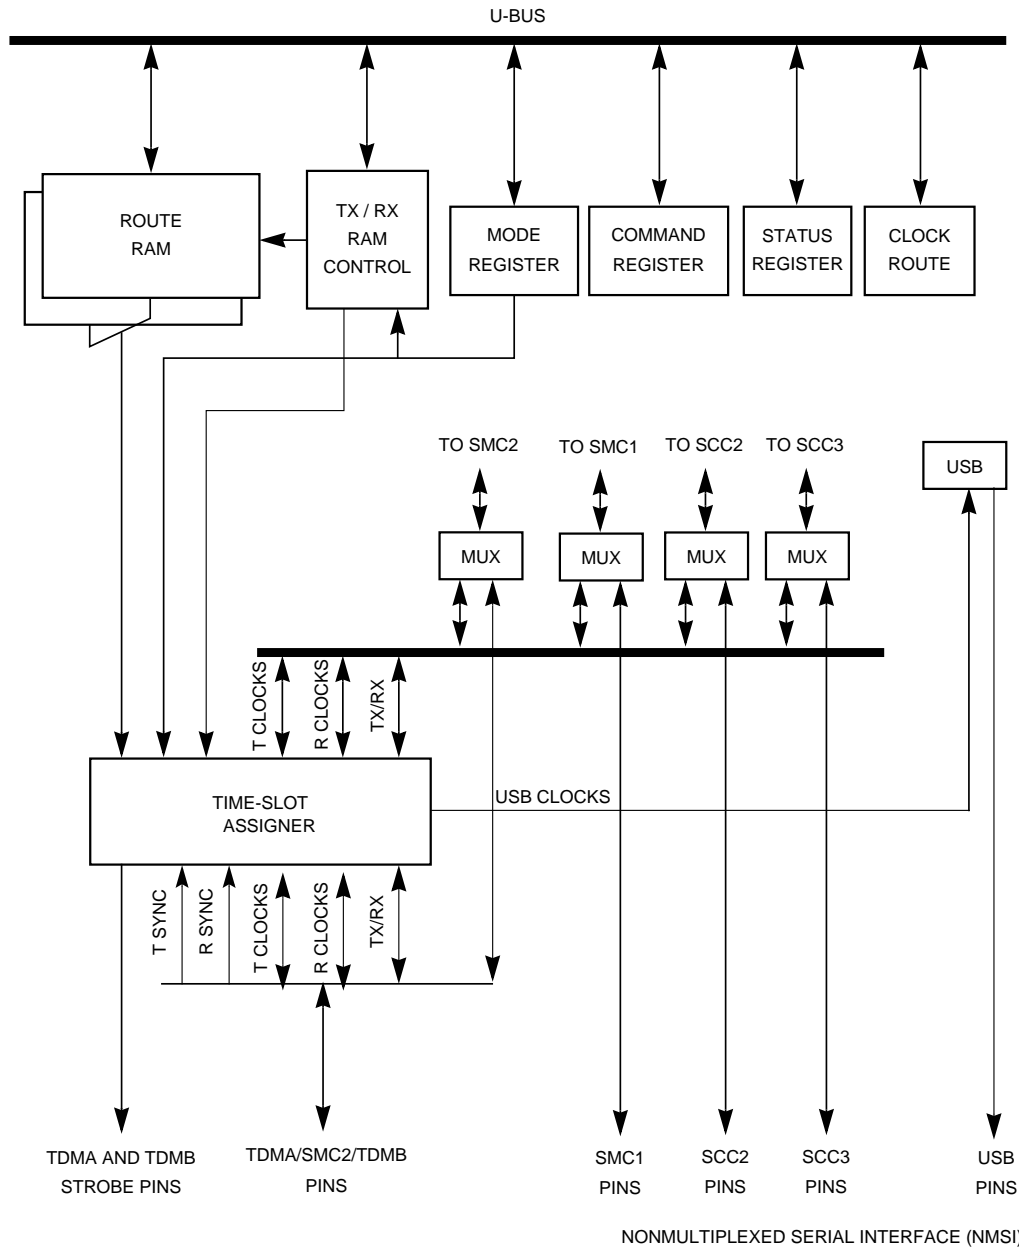 U-BUS
ROUTE
RAM
TX / RX
RAM
CONTROL
MODE
REGISTER
COMMAND
REGISTER
STATUS
REGISTER
CLOCK
ROUTE
TO SMC2
TO SMC1
TO SCC2
TO SCC3
USB
MUX
MUX
MUX
MUX
T CLOCKS
R CLOCKS
TX/RX
TIME-SLOT
ASSIGNER
USB CLOCKS
T SYNC
R SYNC
T CLOCKS
R CLOCKS
TX/RX
TDMA AND TDMB
STROBE PINS
TDMA/SMC2/TDMB
PINS
SMC1
PINS
SCC2
PINS
SCC3
PINS
USB
PINS
NONMULTIPLEXED SERIAL INTERFACE (NMSI)